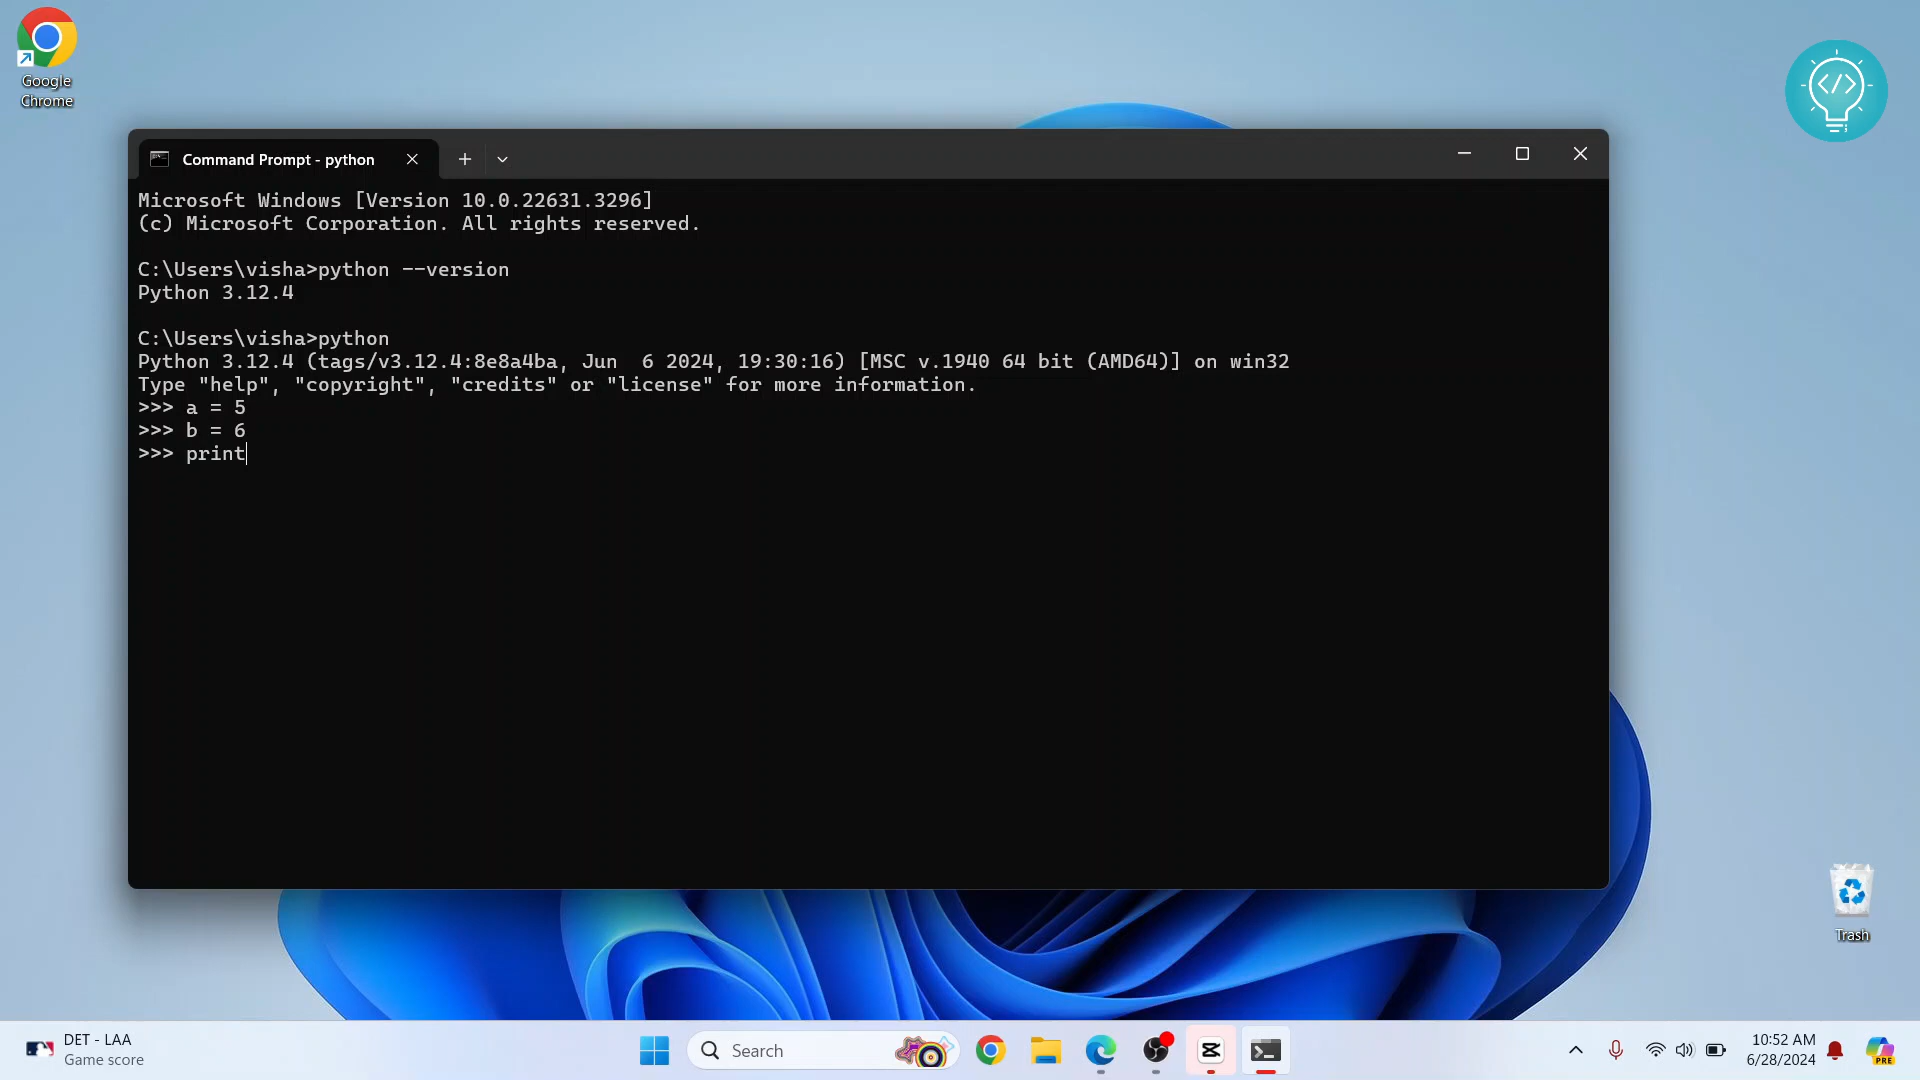 Google
Chrome
</>
Command Prompt - python
Microsoft Windows [Version 10.0.22631.3296]
(c) Microsoft Corporation. All rights reserved.
C:\Users\visha>python --version
Python 3.12.4
C:\Users\visha>python
Python 3.12.4 (tags/v3.12.4:8e8a4ba, Jun  6 2024, 19:30:16) [MSC v.1940 64 bit (AMD64)] on win32
Type "help", "copyright", "credits" or "license" for more information.
>>> a = 5
>>> b = 6
>>> print
Trash
DET - LAA
Game score
Search
10:52 AM
6/28/2024
PRE